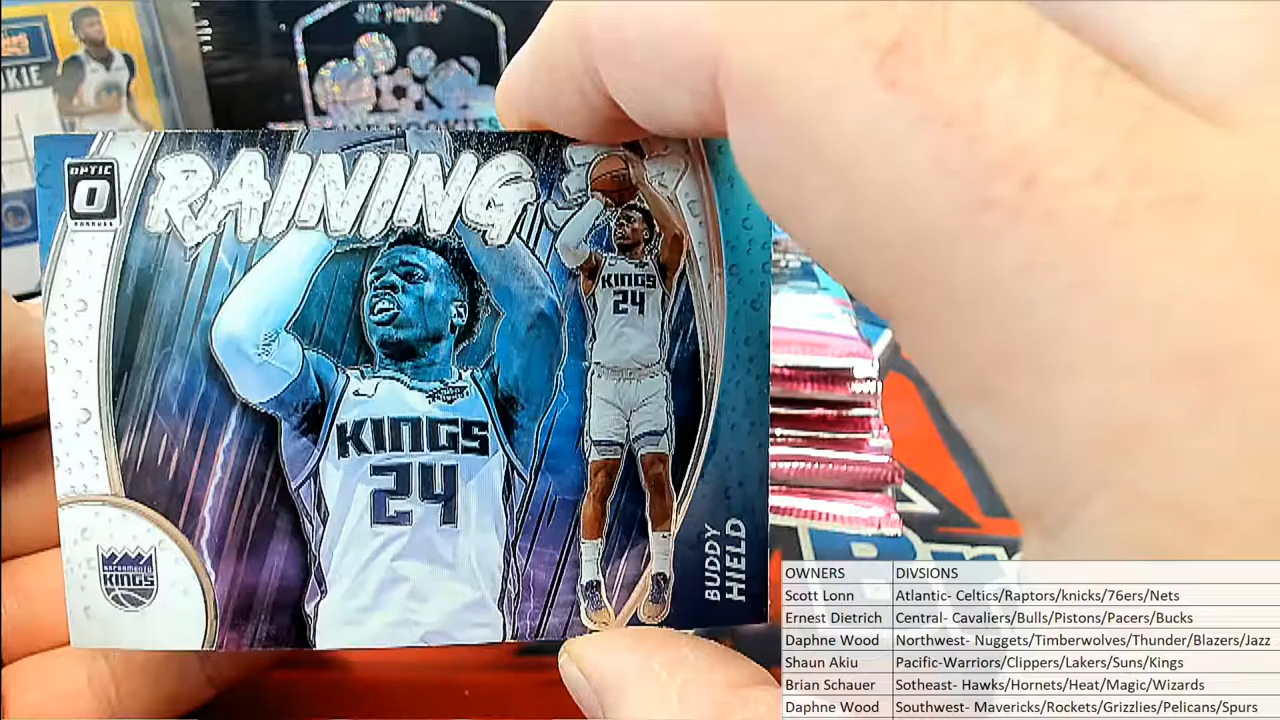 OPTIC
DONRUSS
RAINING
KINGS
24
KINGS
24
SACRAMENTO
KINGS
BUDDY
HIELD
OWNERS DIVSIONS
Scott Lonn Atlantic- Celtics/Raptors/knicks/76ers/Nets
Ernest Dietrich Central- Cavaliers/Bulls/Pistons/Pacers/Bucks
Daphne Wood Northwest- Nuggets/Timberwolves/Thunder/Blazers/Jazz
Shaun Akiu Pacific-Warriors/Clippers/Lakers/Suns/Kings
Brian Schauer Sotheast- Hawks/Hornets/Heat/Magic/Wizards
Daphne Wood Southwest- Mavericks/Rockets/Grizzlies/Pelicans/Spurs